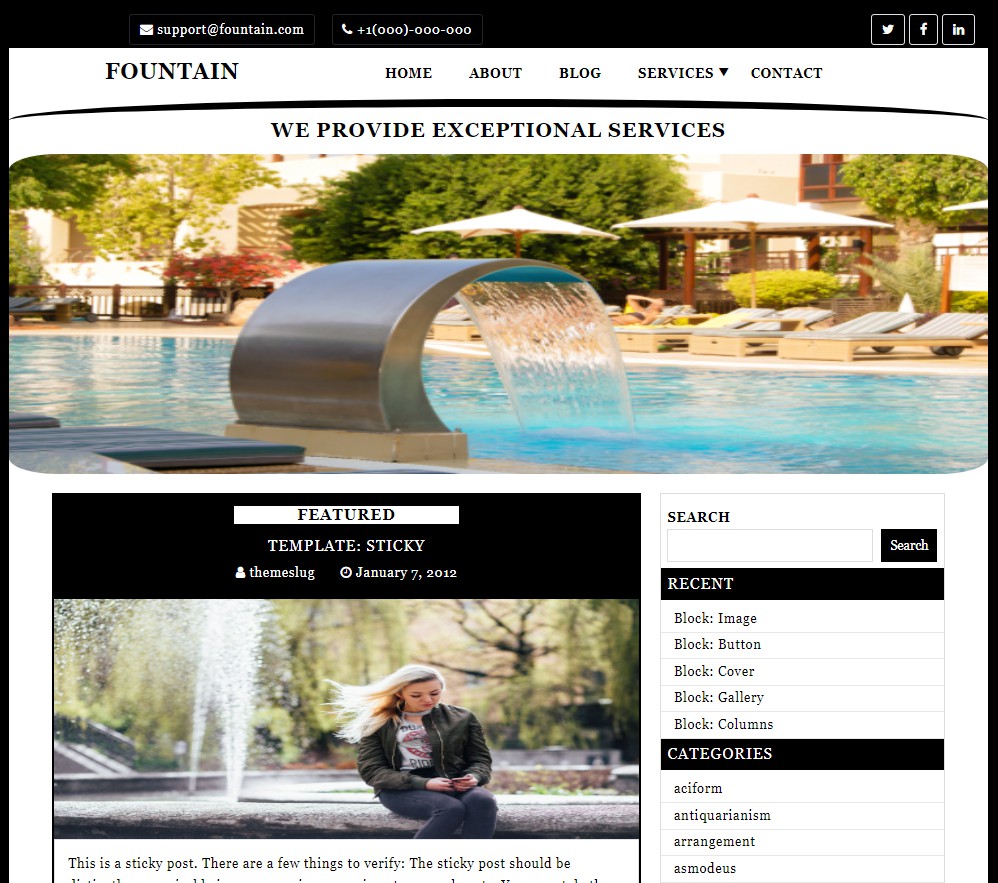 support@fountain.com
+1(000)-000-000
FOUNTAIN
HOME ABOUT BLOG SERVICES ▼ CONTACT
WE PROVIDE EXCEPTIONAL SERVICES
FEATURED
TEMPLATE: STICKY
themeslug January 7, 2012
This is a sticky post. There are a few things to verify: The sticky post should be
SEARCH
Search
RECENT
Block: Image
Block: Button
Block: Cover
Block: Gallery
Block: Columns
CATEGORIES
aciform
antiquarianism
arrangement
asmodeus